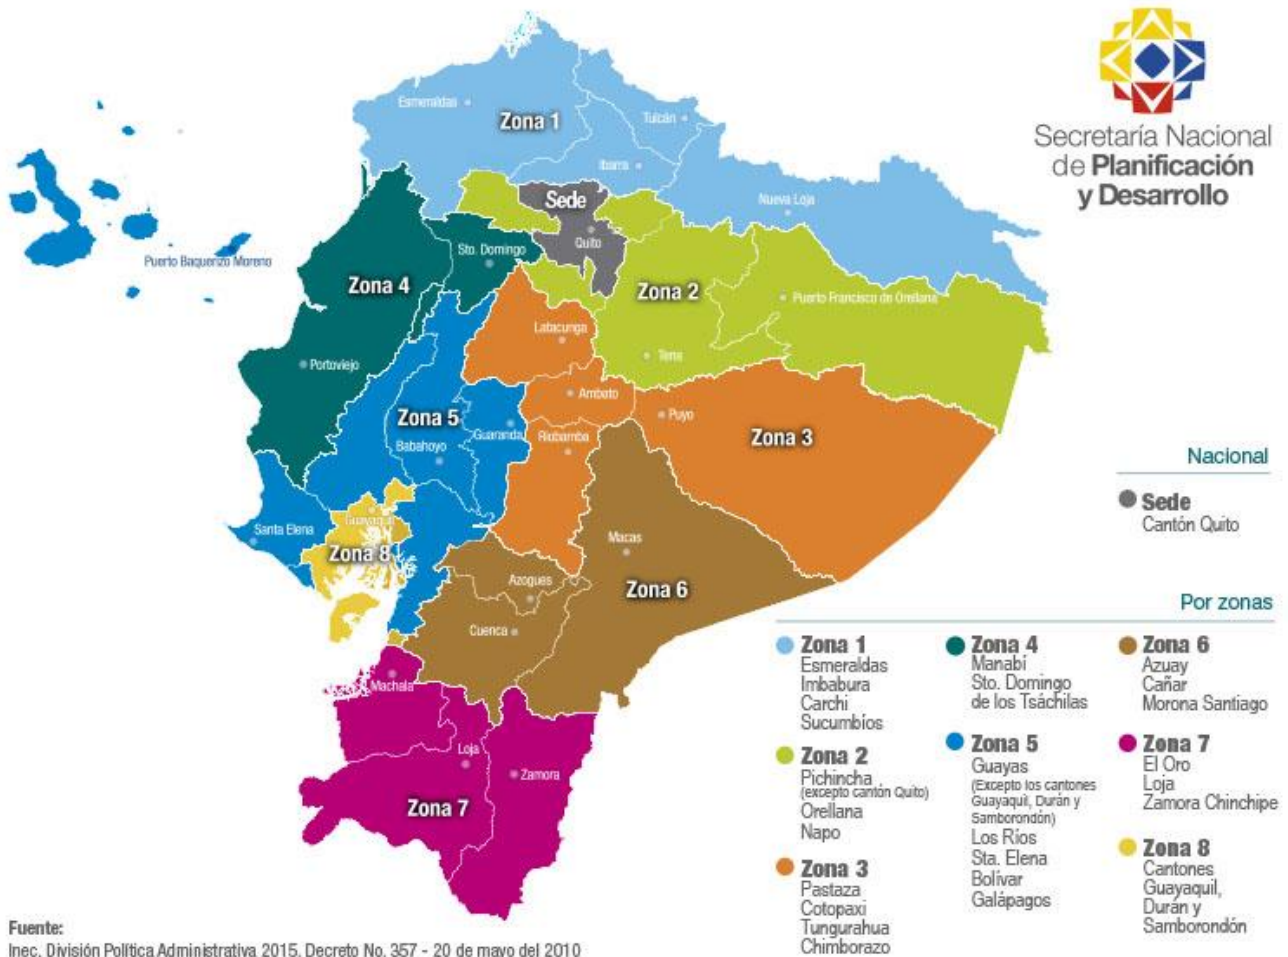 Secretaría Nacional
de Planificación
y Desarrollo
Esmeraldas
Zona 1
Tulcán
Ibarra
Sede
Nueva Loja
Quito
Puerto Baquerizo Moreno
Sto. Domingo
Zona 4
Zona 2
Puerto Francisco de Orellana
Latacunga
Tena
Portoviejo
Ambato
Zona 5
Puyo
Guaranda
Riobamba
Zona 3
Babahoyo
Guayaquil
Santa Elena
Zona 8
Macas
Azogues
Zona 6
Cuenca
Machala
Loja
Zamora
Zona 7
Nacional
Sede
Cantón Quito
Por zonas
Zona 1
Esmeraldas
Imbabura
Carchi
Sucumbíos
Zona 2
Pichincha
(excepto cantón Quito)
Orellana
Napo
Zona 3
Pastaza
Cotopaxi
Tungurahua
Chimborazo
Zona 4
Manabí
Sto. Domingo
de los Tsáchilas
Zona 5
Guayas
(Excepto los cantones
Guayaquil, Durán y
Samborondón)
Los Ríos
Sta. Elena
Bolívar
Galápagos
Zona 6
Azuay
Cañar
Morona Santiago
Zona 7
El Oro
Loja
Zamora Chinchipe
Zona 8
Cantones
Guayaquil,
Durán y
Samborondón
Fuente:
Inec. División Política Administrativa 2015. Decreto No. 357 - 20 de mayo del 2010